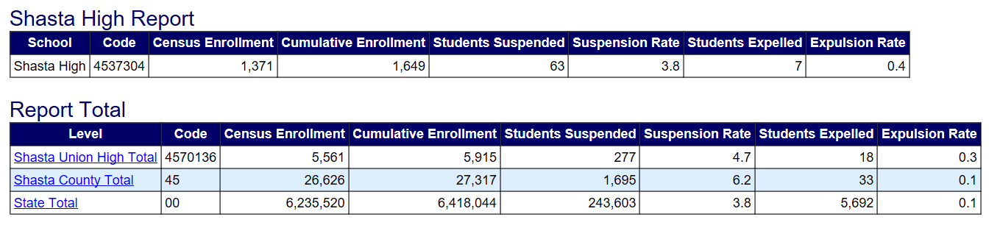 Shasta High Report
School Code Census Enrollment Cumulative Enrollment Students Suspended Suspension Rate Students Expelled Expulsion Rate
Shasta High 4537304 1,371 1,649 63 3.8 7 0.4
Report Total
Level Code Census Enrollment Cumulative Enrollment Students Suspended Suspension Rate Students Expelled Expulsion Rate
Shasta Union High Total 4570136 5,561 5,915 277 4.7 18 0.3
Shasta County Total 45 26,626 27,317 1,695 6.2 33 0.1
State Total 00 6,235,520 6,418,044 243,603 3.8 5,692 0.1